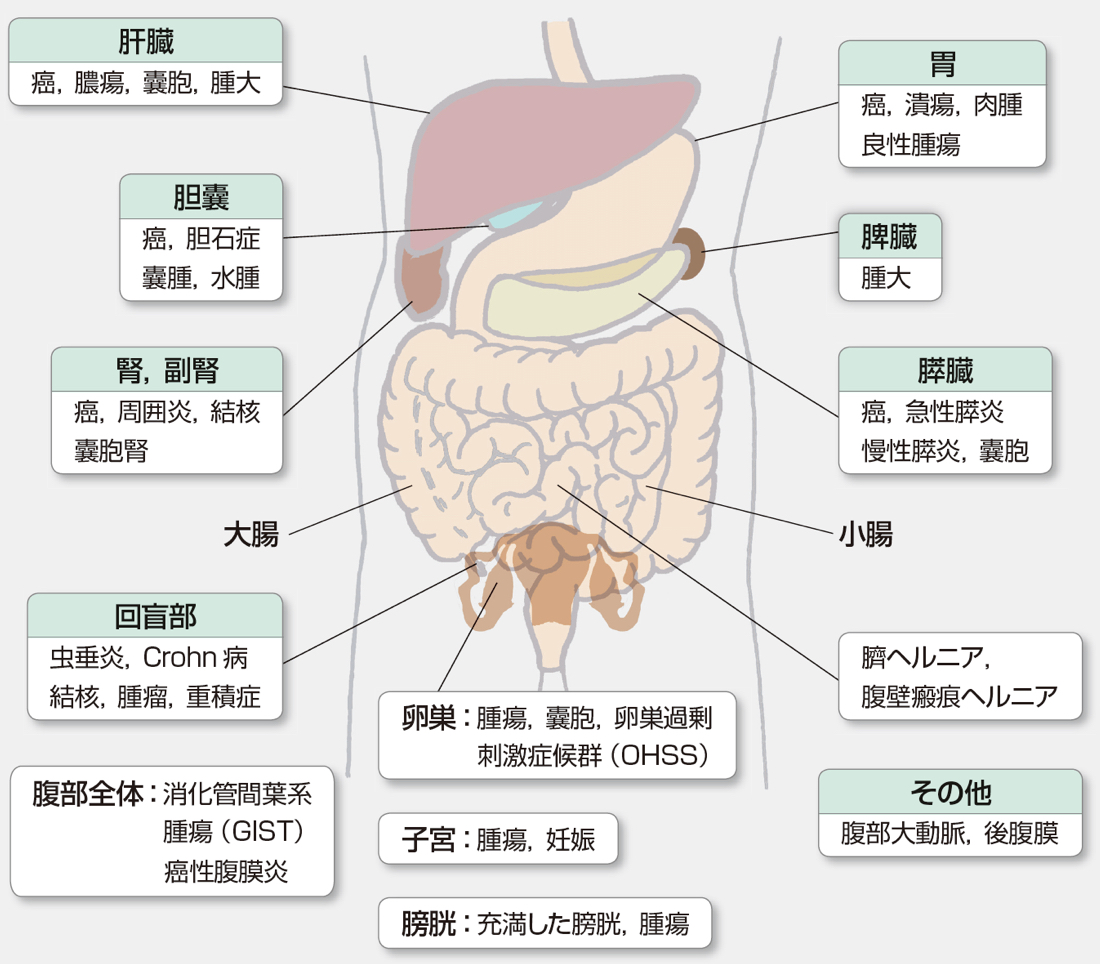 肝臓
癌，膿瘍，嚢胞，腫大
胆嚢
癌，胆石症
嚢腫，水腫
腎，副腎
癌，周囲炎，結核
嚢胞腎
大腸
回盲部
虫垂炎，Crohn病
結核，腫瘤，重積症
腹部全体：消化管間葉系
腫瘍（GIST）
癌性腹膜炎
胃
癌，潰瘍，肉腫
良性腫瘍
脾臓
腫大
膵臓
癌，急性膵炎
慢性膵炎，嚢胞
小腸
臍ヘルニア，
腹壁瘢痕ヘルニア
卵巣：腫瘍，嚢胞，卵巣過剰
刺激症候群（OHSS）
子宮：腫瘍，妊娠
膀胱：充満した膀胱，腫瘍
その他
腹部大動脈，後腹膜